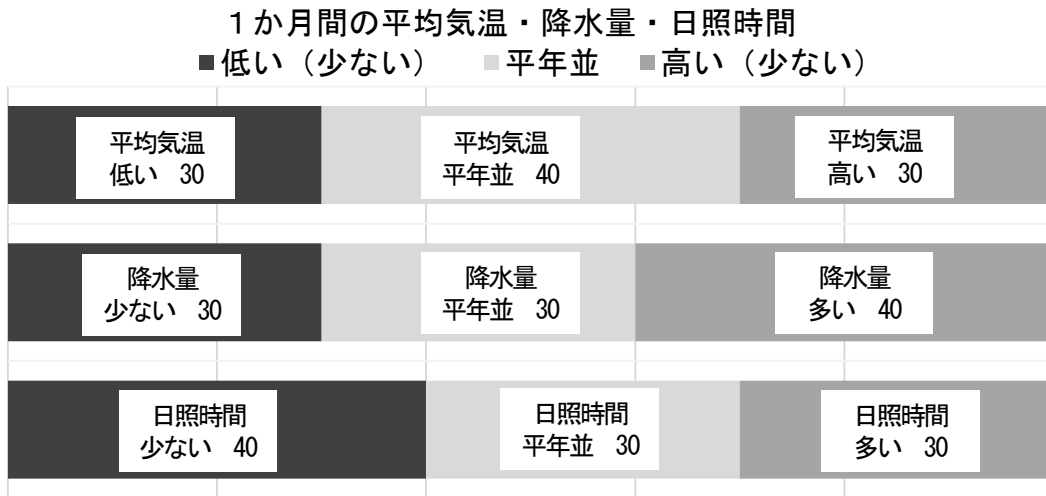 １か月間の平均気温・降水量・日照時間
■低い（少ない） ■平年並 ■高い（少ない）
平均気温
低い　30
平均気温
平年並　40
平均気温
高い　30
降水量
少ない　30
降水量
平年並　30
降水量
多い　40
日照時間
少ない　40
日照時間
平年並　30
日照時間
多い　30